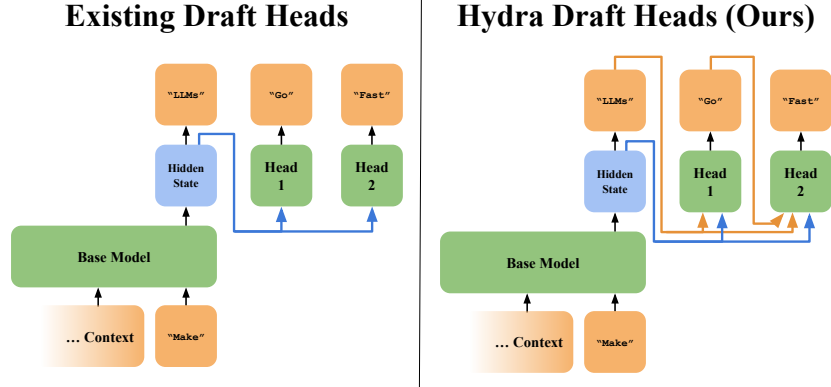 Existing Draft Heads
“LLMs”
“Go”
“Fast”
Hidden
State
Head
1
Head
2
Base Model
... Context
“Make”
Hydra Draft Heads (Ours)
“LLMs”
“Go”
“Fast”
Hidden
State
Head
1
Head
2
Base Model
... Context
“Make”